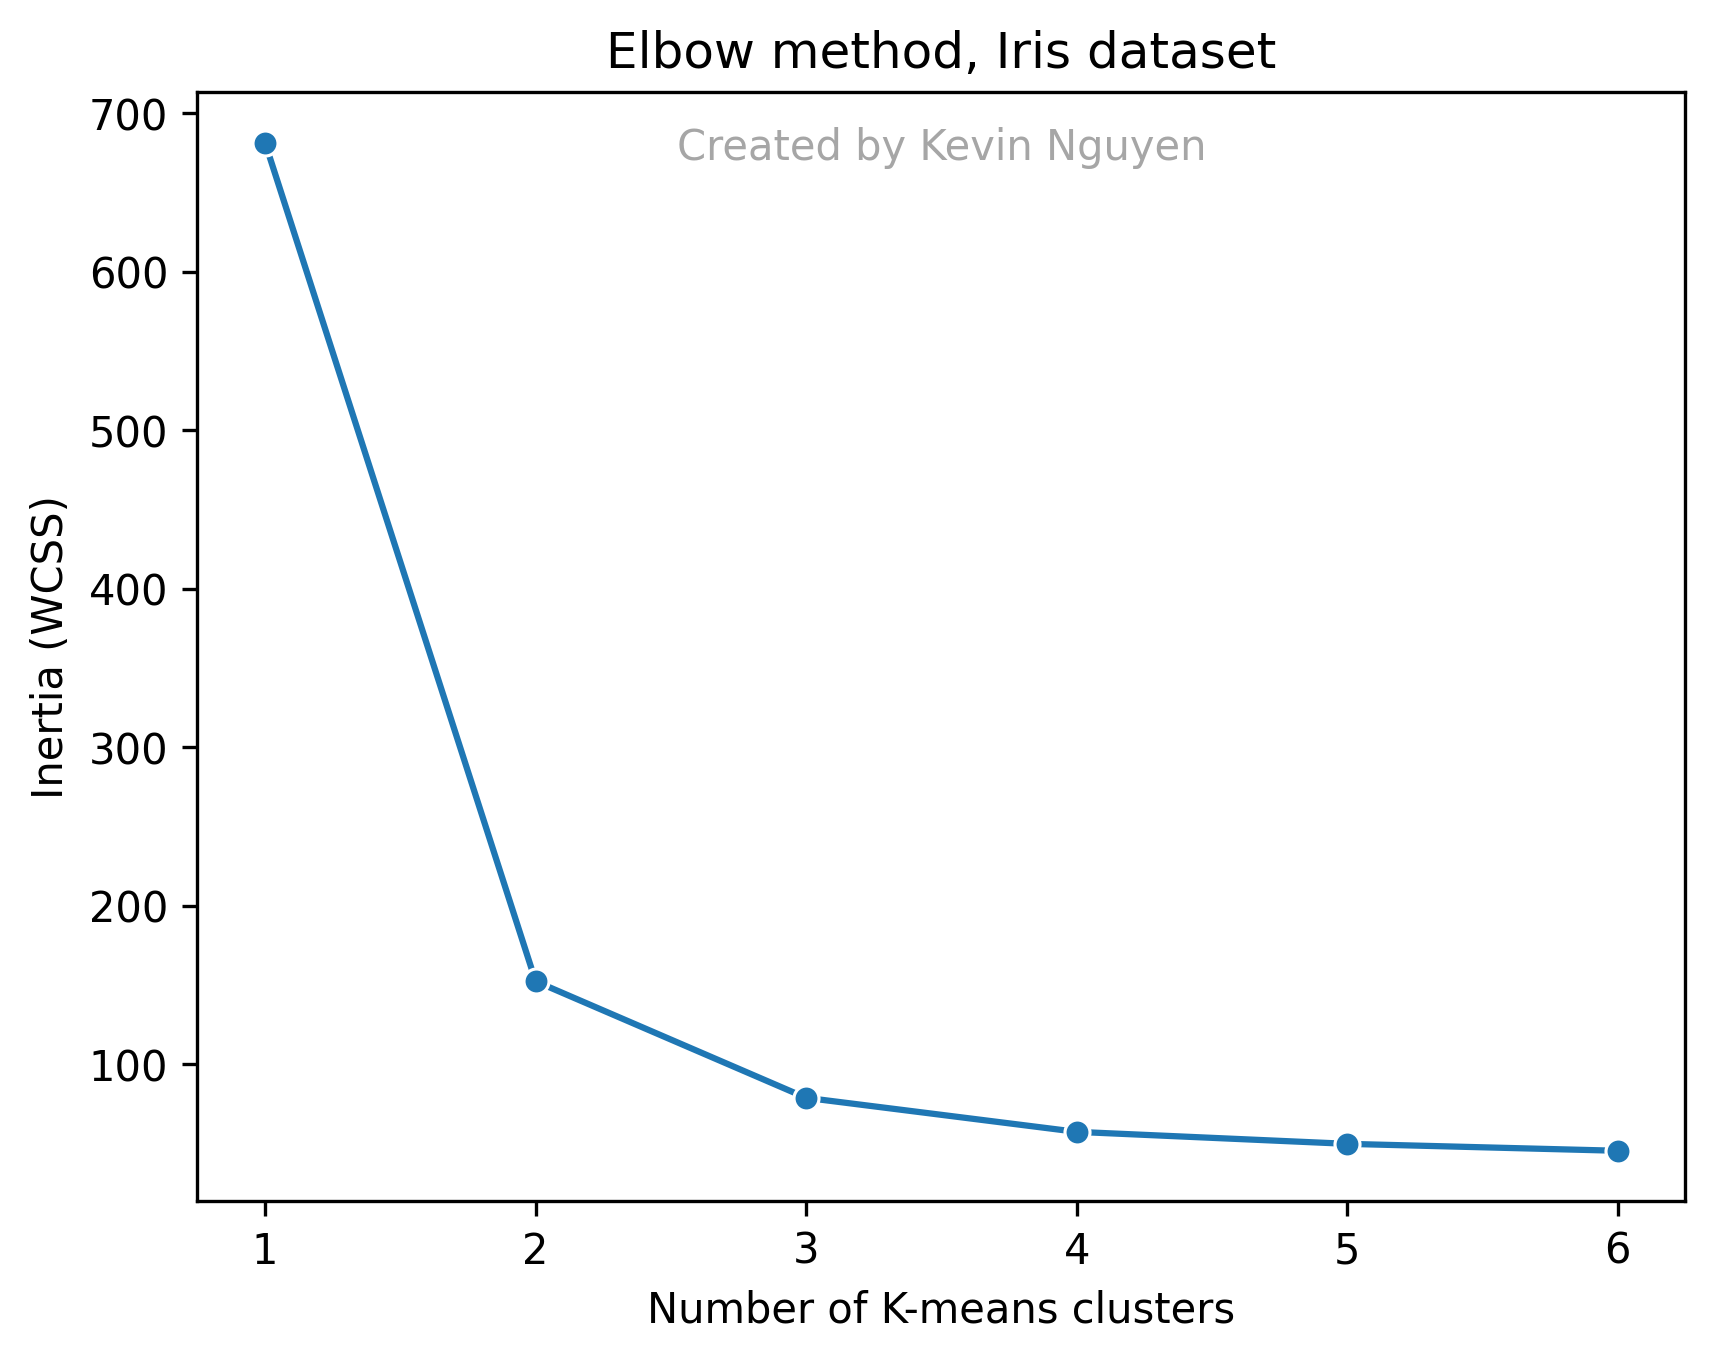 Elbow method, Iris dataset
Created by Kevin Nguyen
700
600
500
400
300
200
100
Inertia (WCSS)
1 2 3 4 5 6
Number of K-means clusters